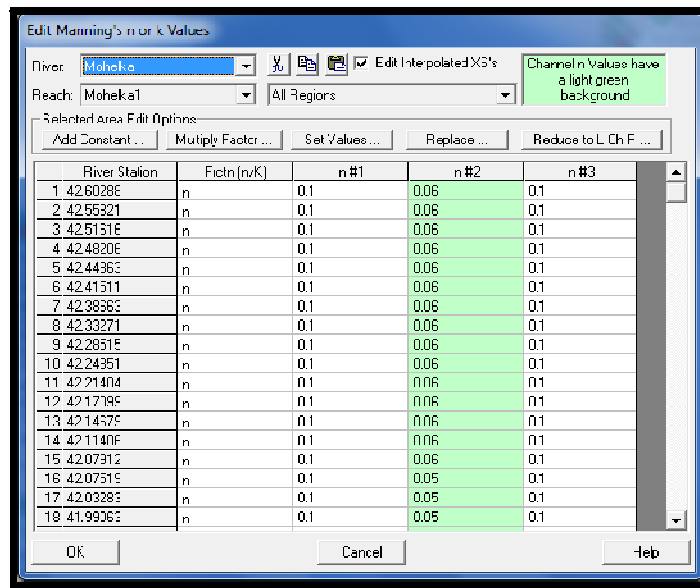 Edit Manning's n or k Values
River: Mohelka Edit Interpolated XS's Channel n Values have
a light green
background
Reach: Mohelka1 All Regions
Selected Area Edit Options
Add Constant ... Multiply Factor ... Set Values ... Replace ... Reduce to L Ch R ...
River Station Frctn (n/K) n #1 n #2 n #3
1 42.60286 n 0.1 0.06 0.1
2 42.55821 n 0.1 0.06 0.1
3 42.51516 n 0.1 0.06 0.1
4 42.48206 n 0.1 0.06 0.1
5 42.44863 n 0.1 0.06 0.1
6 42.41511 n 0.1 0.06 0.1
7 42.38663 n 0.1 0.06 0.1
8 42.33271 n 0.1 0.06 0.1
9 42.28515 n 0.1 0.06 0.1
10 42.24951 n 0.1 0.06 0.1
11 42.21404 n 0.1 0.06 0.1
12 42.17099 n 0.1 0.06 0.1
13 42.14579 n 0.1 0.06 0.1
14 42.11406 n 0.1 0.06 0.1
15 42.07912 n 0.1 0.06 0.1
16 42.07519 n 0.1 0.05 0.1
17 42.03283 n 0.1 0.05 0.1
18 41.99063 n 0.1 0.05 0.1
OK Cancel Help